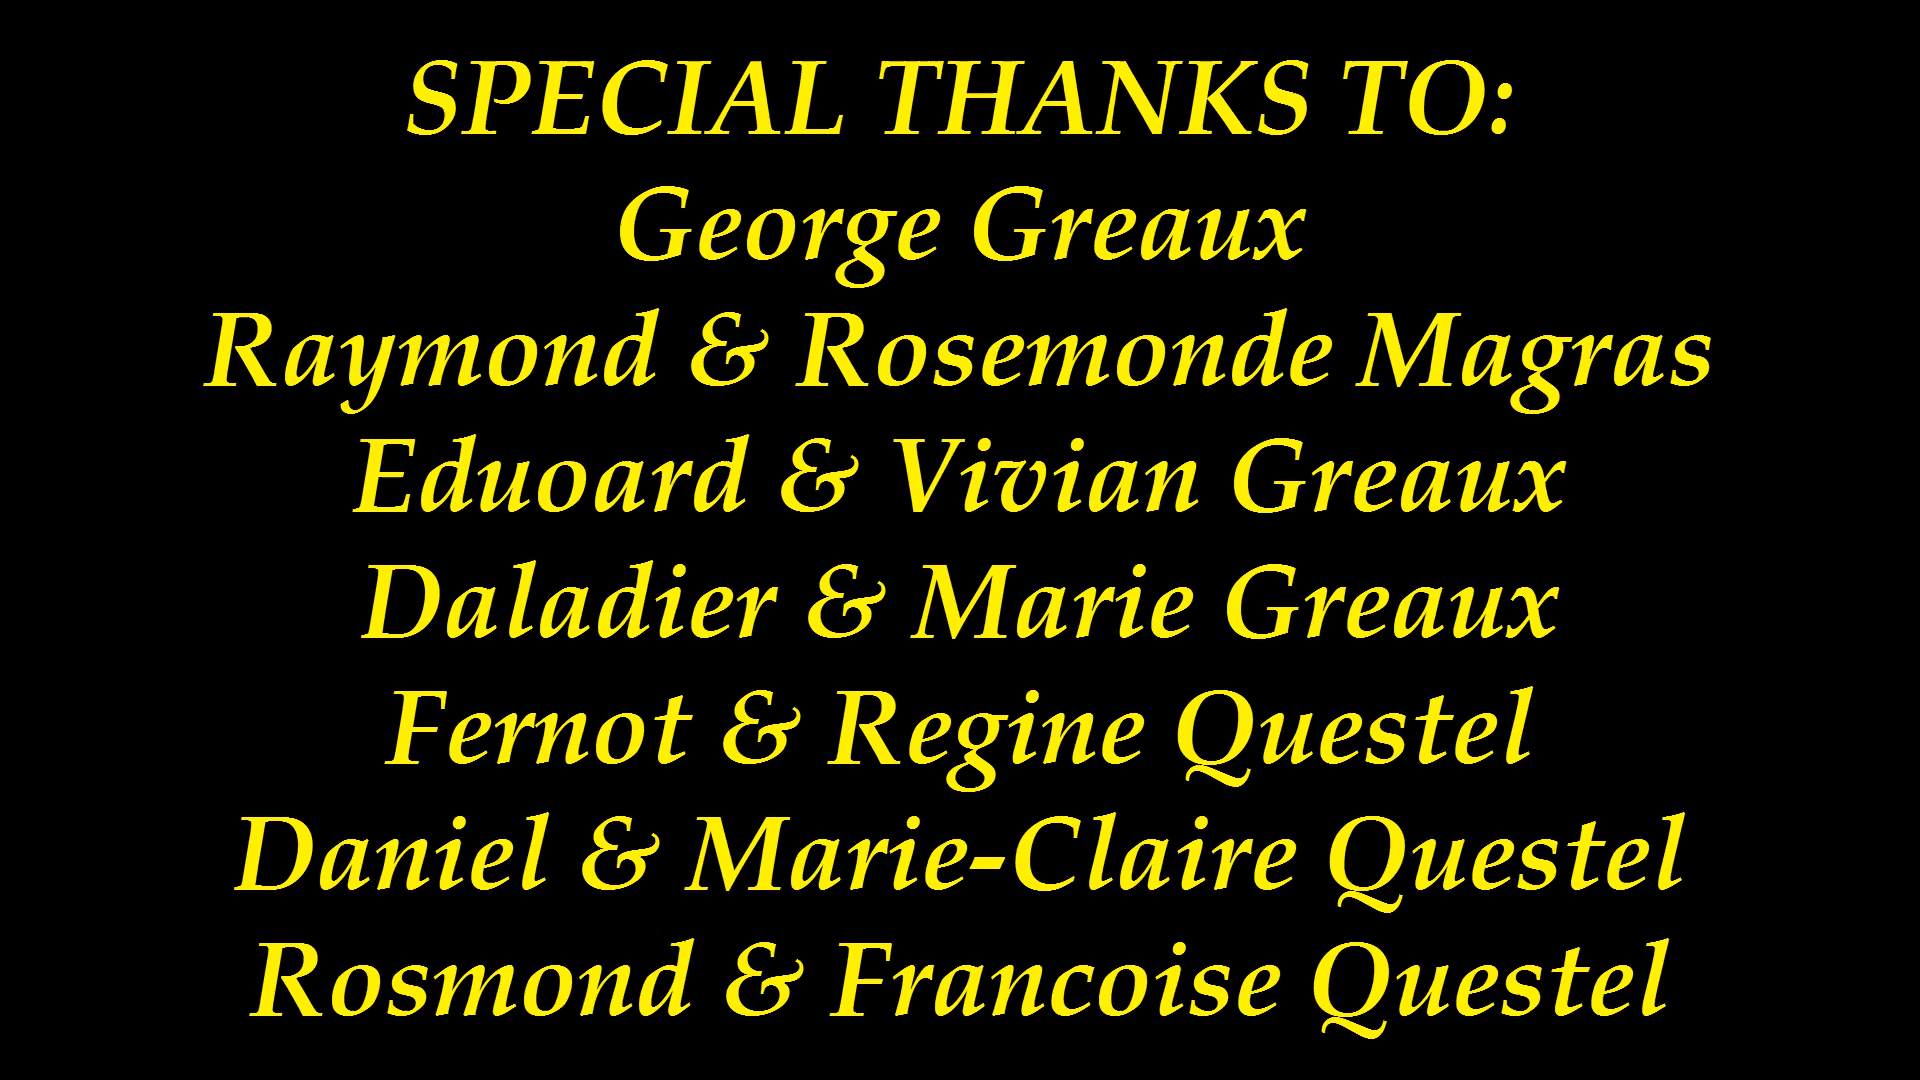 SPECIAL THANKS TO:
George Greaux
Raymond & Rosemonde Magras
Eduoard & Vivian Greaux
Daladier & Marie Greaux
Fernot & Regine Questel
Daniel & Marie-Claire Questel
Rosmond & Francoise Questel